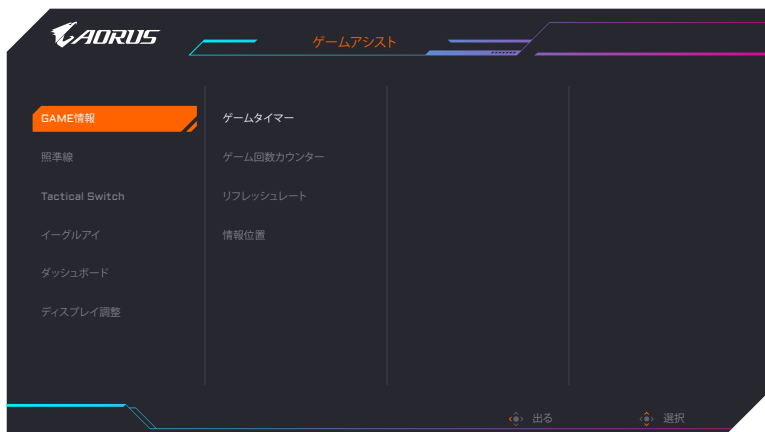 AORUS
ゲームアシスト
GAME情報
照準線
Tactical Switch
イーグルアイ
ダッシュボード
ディスプレイ調整
ゲームタイマー
ゲーム回数カウンター
リフレッシュレート
情報位置
出る
選択